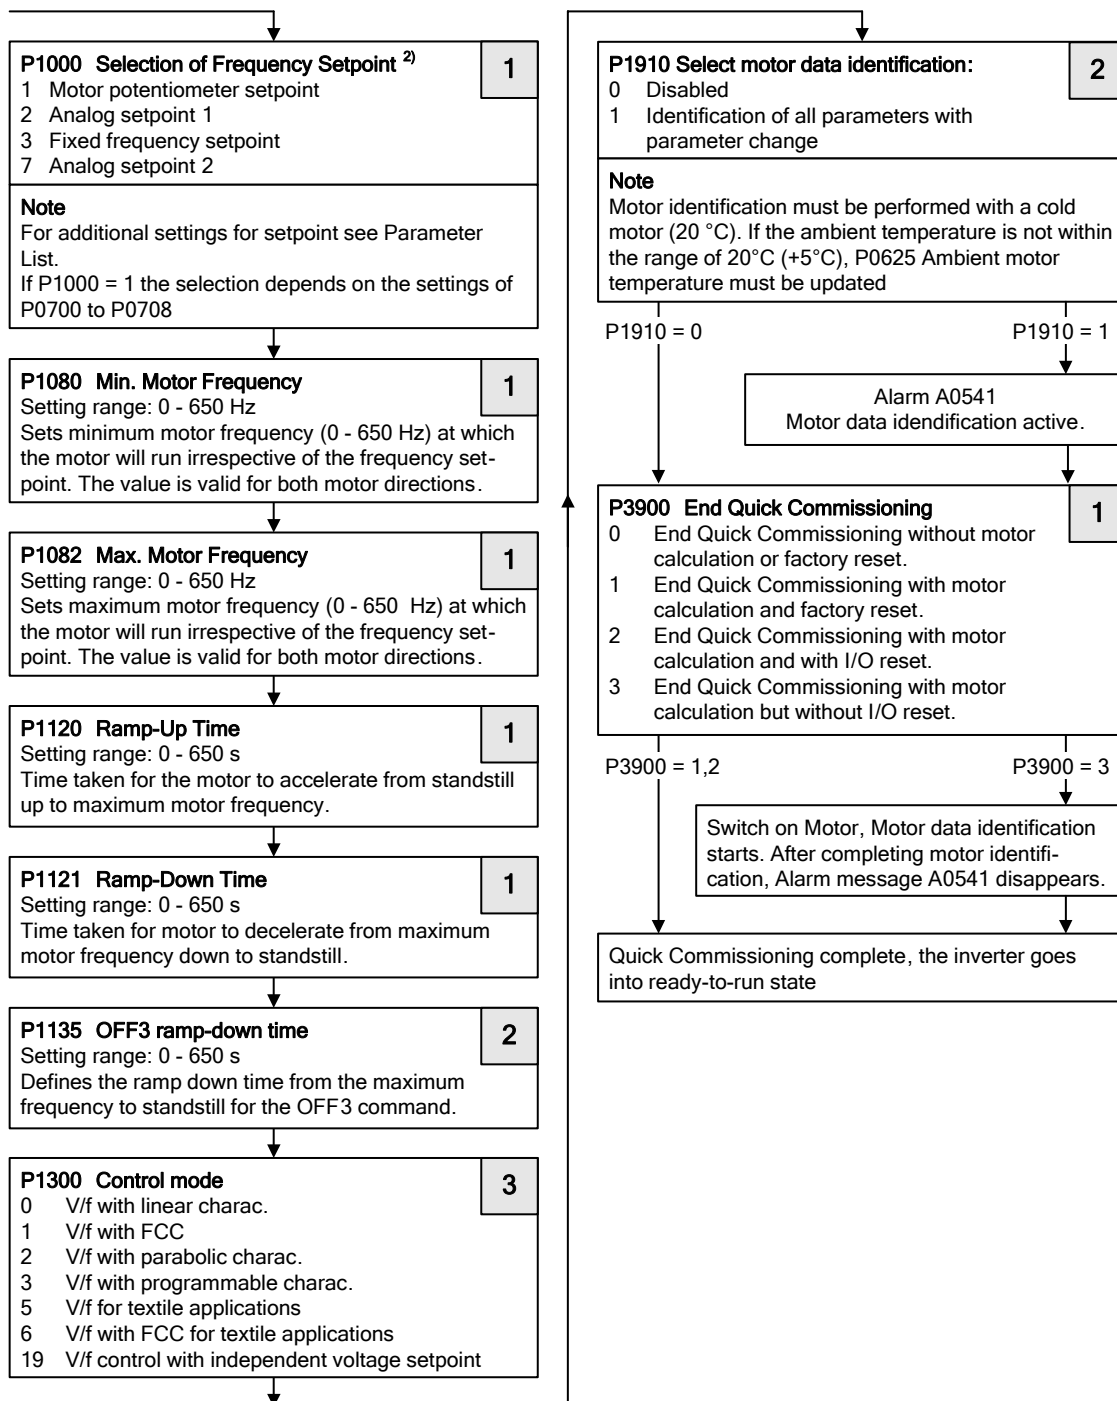 P1000 Selection of Frequency Setpoint 2)
1
1 Motor potentiometer setpoint
2 Analog setpoint 1
3 Fixed frequency setpoint
7 Analog setpoint 2
Note
For additional settings for setpoint see Parameter
List.
If P1000 = 1 the selection depends on the settings of
P0700 to P0708
P1080 Min. Motor Frequency
1
Setting range: 0 - 650 Hz
Sets minimum motor frequency (0 - 650 Hz) at which
the motor will run irrespective of the frequency set-
point. The value is valid for both motor directions.
P1082 Max. Motor Frequency
1
Setting range: 0 - 650 Hz
Sets maximum motor frequency (0 - 650 Hz) at which
the motor will run irrespective of the frequency set-
point. The value is valid for both motor directions.
P1120 Ramp-Up Time
1
Setting range: 0 - 650 s
Time taken for the motor to accelerate from standstill
up to maximum motor frequency.
P1121 Ramp-Down Time
1
Setting range: 0 - 650 s
Time taken for motor to decelerate from maximum
motor frequency down to standstill.
P1135 OFF3 ramp-down time
2
Setting range: 0 - 650 s
Defines the ramp down time from the maximum
frequency to standstill for the OFF3 command.
P1300 Control mode
3
0 V/f with linear charac.
1 V/f with FCC
2 V/f with parabolic charac.
3 V/f with programmable charac.
5 V/f for textile applications
6 V/f with FCC for textile applications
19 V/f control with independent voltage setpoint
P1910 Select motor data identification:
2
0 Disabled
1 Identification of all parameters with
parameter change
Note
Motor identification must be performed with a cold
motor (20 °C). If the ambient temperature is not within
the range of 20°C (+5°C), P0625 Ambient motor
temperature must be updated
P1910 = 0
P1910 = 1
Alarm A0541
Motor data idendification active.
P3900 End Quick Commissioning
1
0 End Quick Commissioning without motor
calculation or factory reset.
1 End Quick Commissioning with motor
calculation and factory reset.
2 End Quick Commissioning with motor
calculation and with I/O reset.
3 End Quick Commissioning with motor
calculation but without I/O reset.
P3900 = 1,2
P3900 = 3
Switch on Motor, Motor data identification
starts. After completing motor identifi-
cation, Alarm message A0541 disappears.
Quick Commissioning complete, the inverter goes
into ready-to-run state